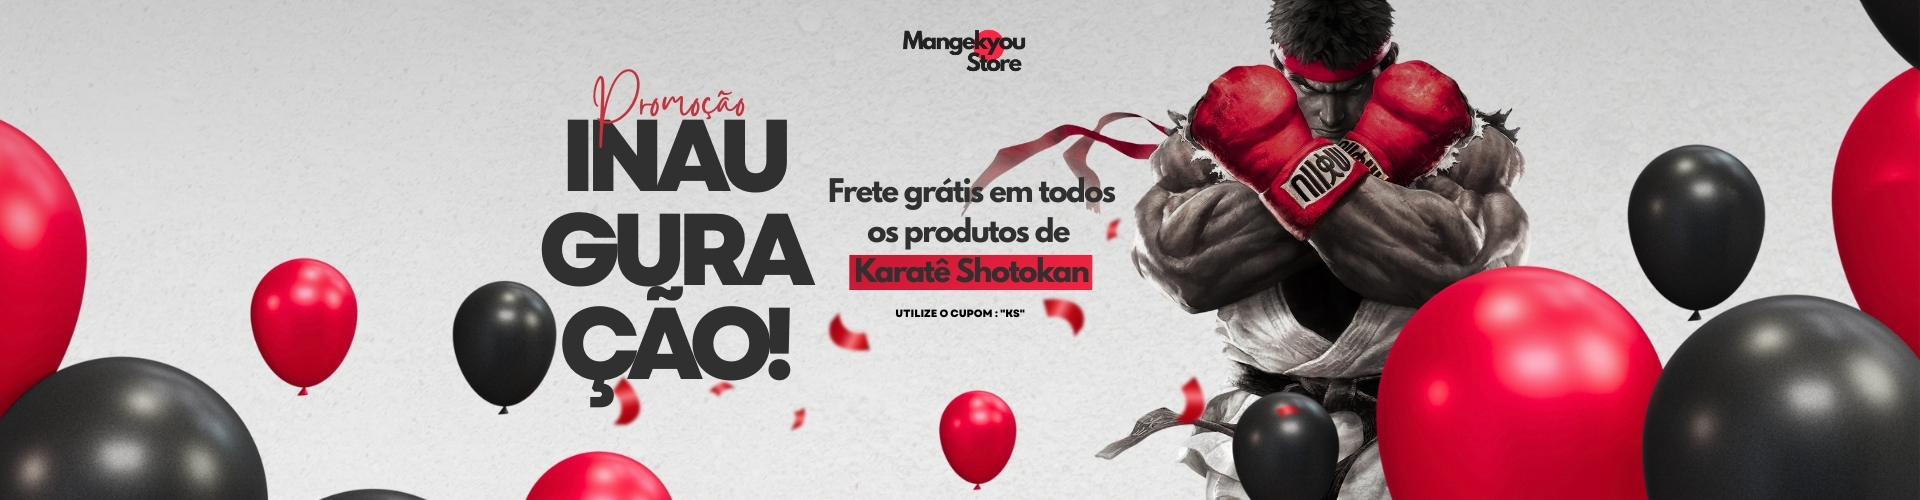 Mangekyou
Store
Promoção
INAU
GURA
ÇÃO!
Frete grátis em todos
os produtos de
Karatê Shotokan
UTILIZE O CUPOM : "KS"